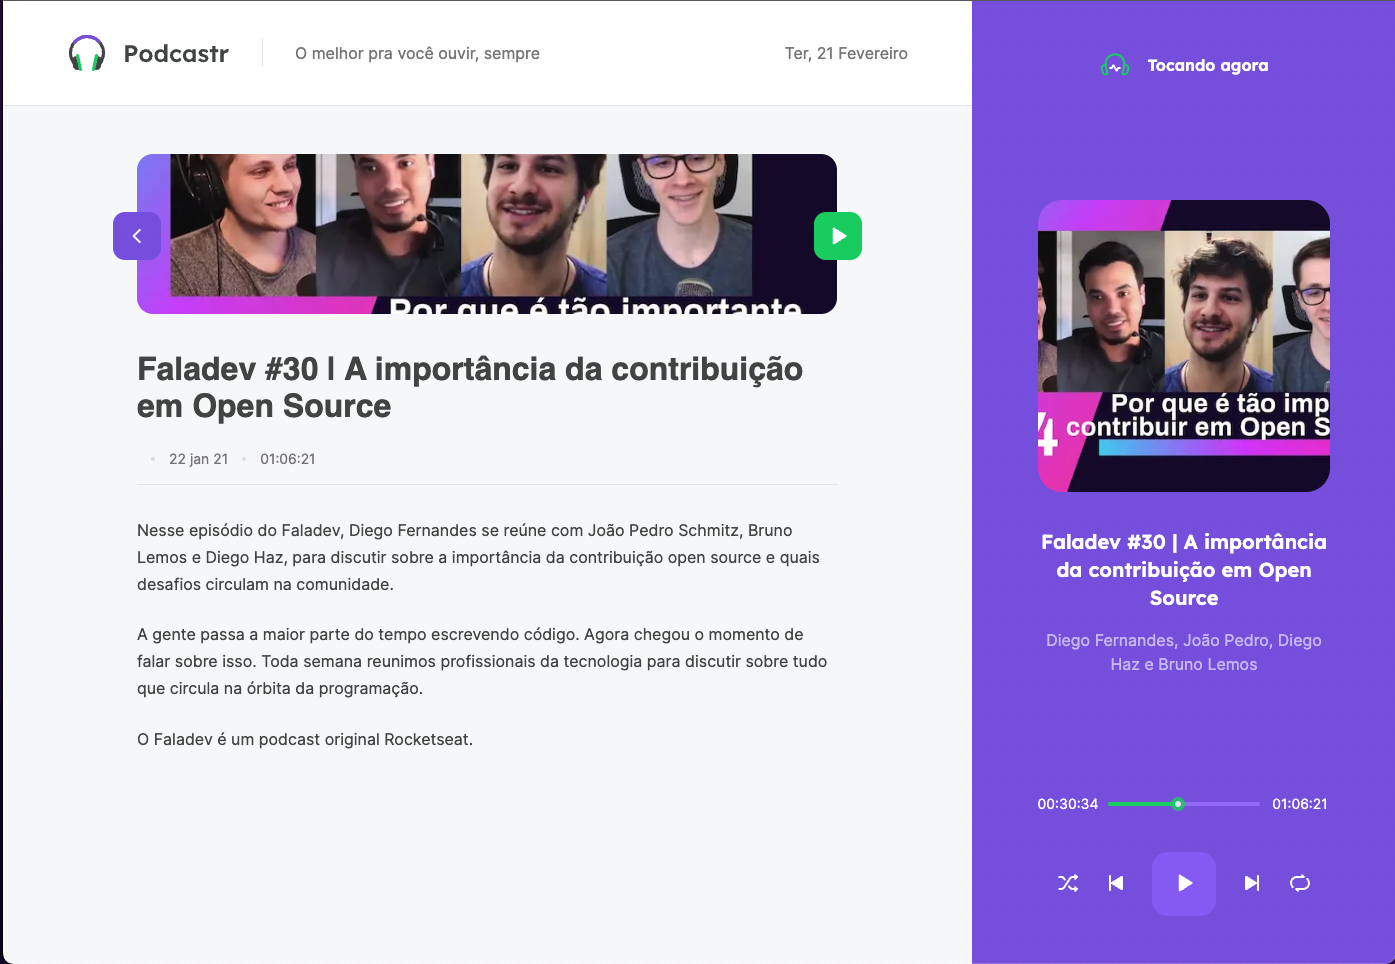 Podcastr
O melhor pra você ouvir, sempre
Ter, 21 Fevereiro
Por que é tão importante
Faladev #30 | A importância da contribuição
em Open Source
22 jan 21
01:06:21
Nesse episódio do Faladev, Diego Fernandes se reúne com João Pedro Schmitz, Bruno
Lemos e Diego Haz, para discutir sobre a importância da contribuição open source e quais
desafios circulam na comunidade.
A gente passa a maior parte do tempo escrevendo código. Agora chegou o momento de
falar sobre isso. Toda semana reunimos profissionais da tecnologia para discutir sobre tudo
que circula na órbita da programação.
O Faladev é um podcast original Rocketseat.
Tocando agora
Por que é tão imp
4 contribuir em Open S
Faladev #30 | A importância
da contribuição em Open
Source
Diego Fernandes, João Pedro, Diego
Haz e Bruno Lemos
00:30:34
01:06:21